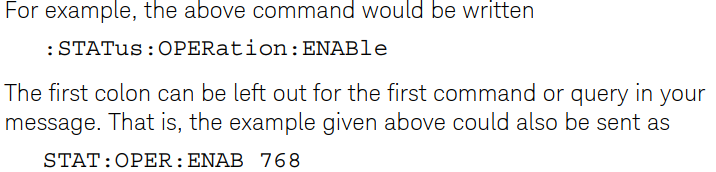 For example, the above command would be written
:STATus:OPERation:ENABle
The first colon can be left out for the first command or query in your
message. That is, the example given above could also be sent as
STAT:OPER:ENAB 768